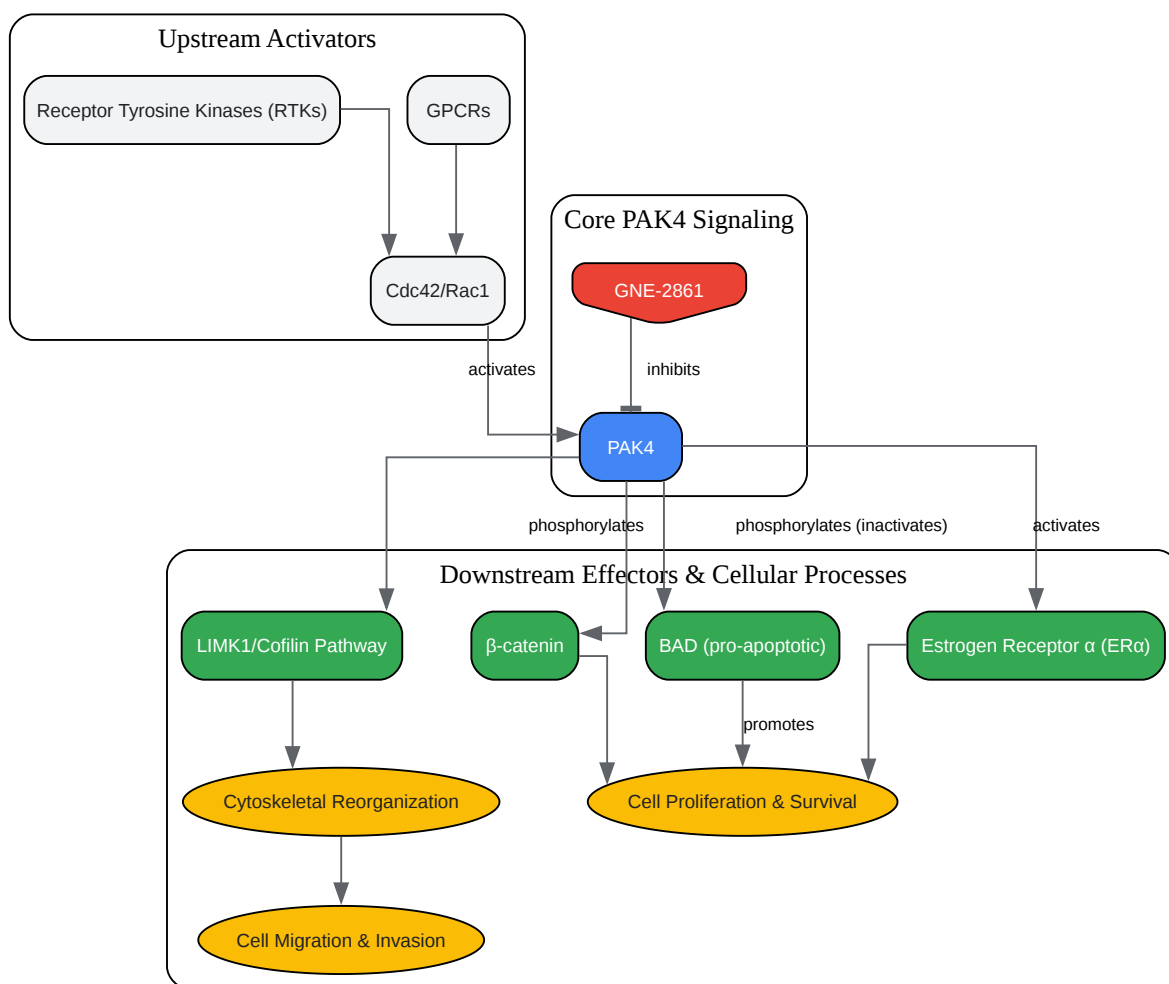 Upstream Activators
Receptor Tyrosine Kinases (RTKs)
GPCRs
Cdc42/Rac1
Core PAK4 Signaling
GNE-2861
activates
inhibits
PAK4
phosphorylates
phosphorylates (inactivates)
activates
Downstream Effectors & Cellular Processes
LIMK1/Cofilin Pathway
β-catenin
BAD (pro-apoptotic)
Estrogen Receptor α (ERα)
promotes
Cytoskeletal Reorganization
Cell Proliferation & Survival
Cell Migration & Invasion